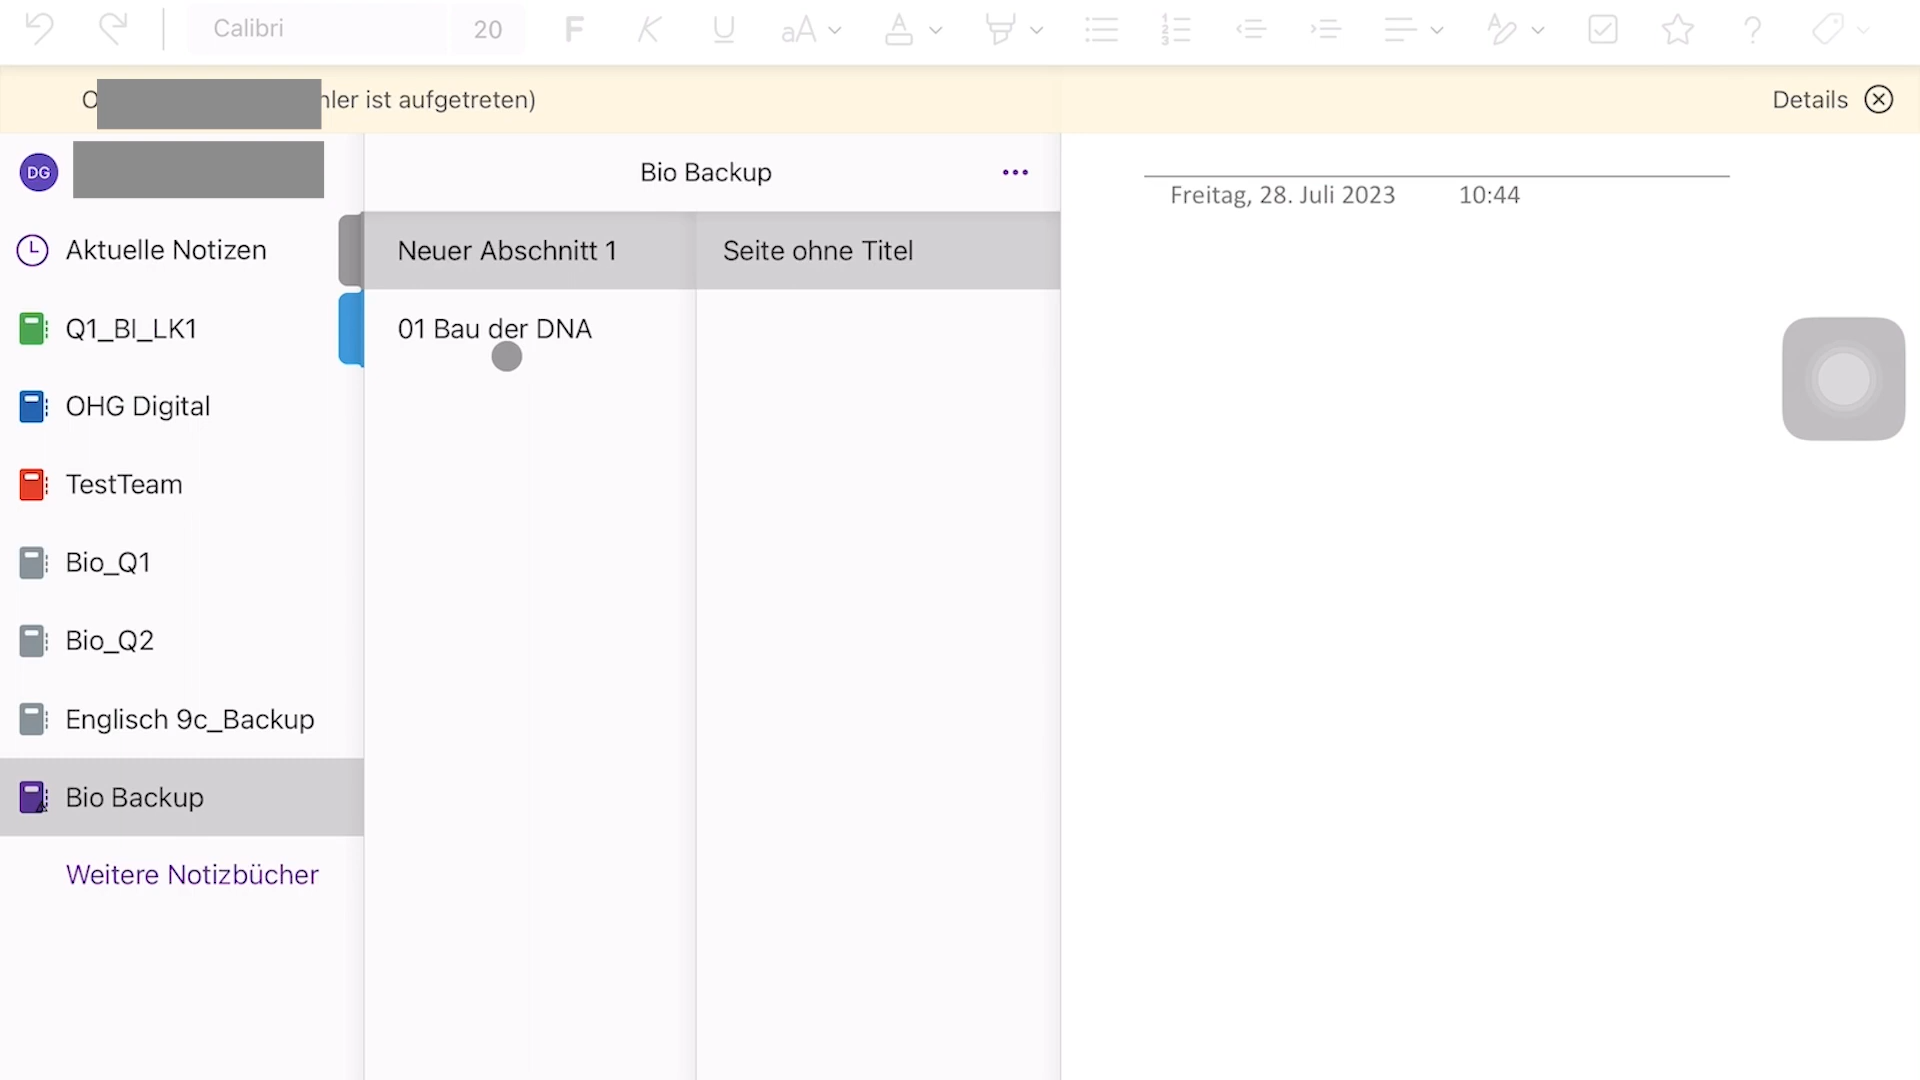 Calibri 20 F K U aA A
ist aufgetreten) Details
DG
Bio Backup
Aktuelle Notizen
Q1_BI_LK1
OHG Digital
TestTeam
Bio_Q1
Bio_Q2
Englisch 9c_Backup
Bio Backup
Weitere Notizbücher
Neuer Abschnitt 1
01 Bau der DNA
Seite ohne Titel
Freitag, 28. Juli 2023 10:44